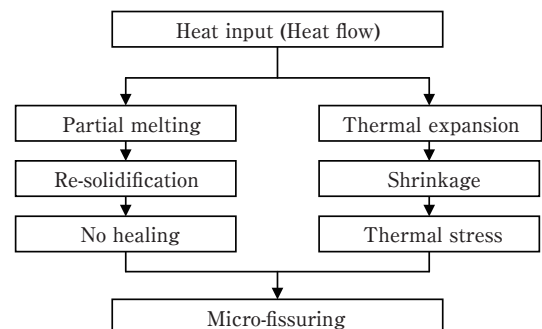 Heat input (Heat flow)
Partial melting
Thermal expansion
Re-solidification
Shrinkage
No healing
Thermal stress
Micro-fissuring